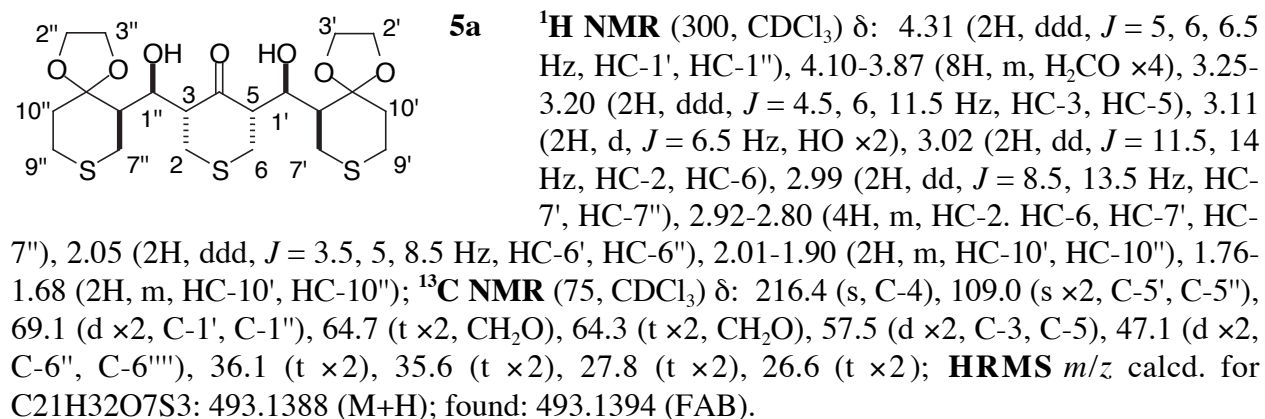 2" 3" OH O HO 3' 2'
O O O O
10" 3 5 10'
1" 1'
9" S 7" 2 S 6 7' S 9'
5a
¹H NMR (300, CDCl₃) δ: 4.31 (2H, ddd, J = 5, 6, 6.5
Hz, HC-1', HC-1"), 4.10-3.87 (8H, m, H₂CO ×4), 3.25-
3.20 (2H, ddd, J = 4.5, 6, 11.5 Hz, HC-3, HC-5), 3.11
(2H, d, J = 6.5 Hz, HO ×2), 3.02 (2H, dd, J = 11.5, 14
Hz, HC-2, HC-6), 2.99 (2H, dd, J = 8.5, 13.5 Hz, HC-
7', HC-7"), 2.92-2.80 (4H, m, HC-2. HC-6, HC-7', HC-
7"), 2.05 (2H, ddd, J = 3.5, 5, 8.5 Hz, HC-6', HC-6"), 2.01-1.90 (2H, m, HC-10', HC-10"), 1.76-
1.68 (2H, m, HC-10', HC-10"); ¹³C NMR (75, CDCl₃) δ: 216.4 (s, C-4), 109.0 (s ×2, C-5', C-5"),
69.1 (d ×2, C-1', C-1"), 64.7 (t ×2, CH₂O), 64.3 (t ×2, CH₂O), 57.5 (d ×2, C-3, C-5), 47.1 (d ×2,
C-6", C-6""), 36.1 (t ×2), 35.6 (t ×2), 27.8 (t ×2), 26.6 (t ×2); HRMS m/z calcd. for
C21H32O7S3: 493.1388 (M+H); found: 493.1394 (FAB).